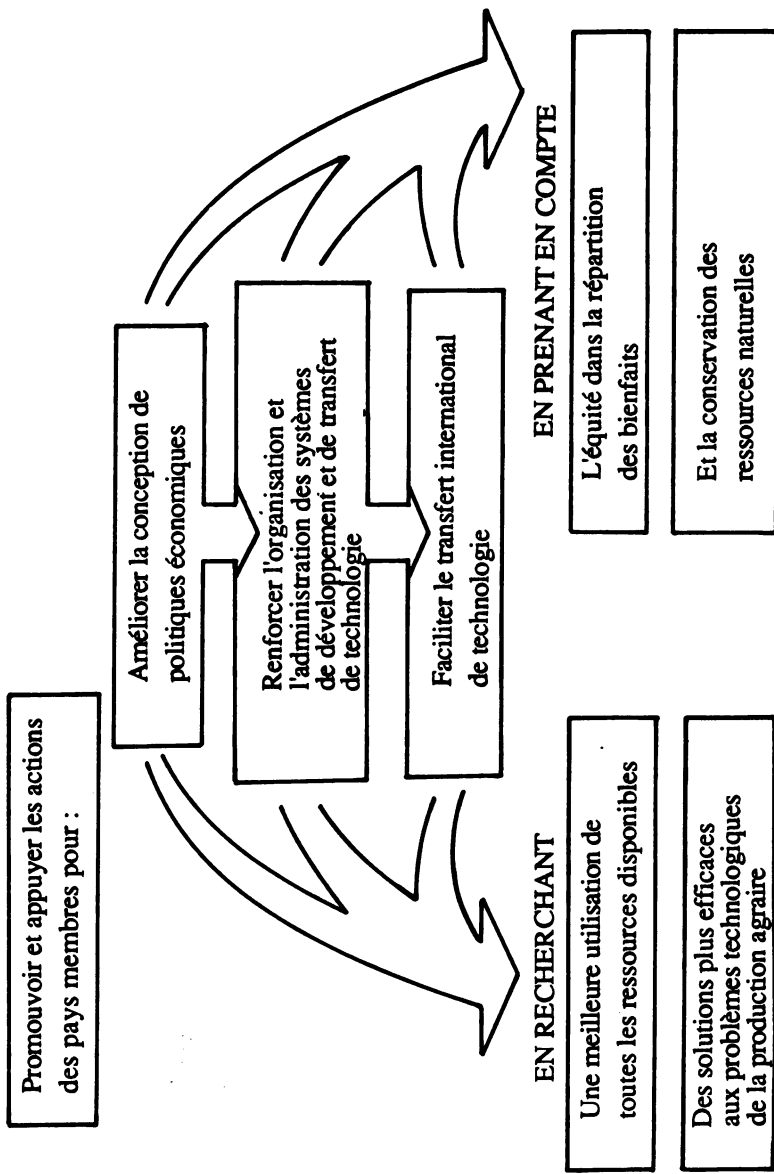 Promouvoir et appuyer les actions
des pays membres pour :
Améliorer la conception de
politiques économiques
Renforcer l'organisation et
l'administration des systèmes
de développement et de transfert
de technologie
Faciliter le transfert international
de technologie
EN RECHERCHANT
Une meilleure utilisation de
toutes les ressources disponibles
Des solutions plus efficaces
aux problèmes technologiques
de la production agraire
EN PRENANT EN COMPTE
L'équité dans la répartition
des bienfaits
Et la conservation des
ressources naturelles